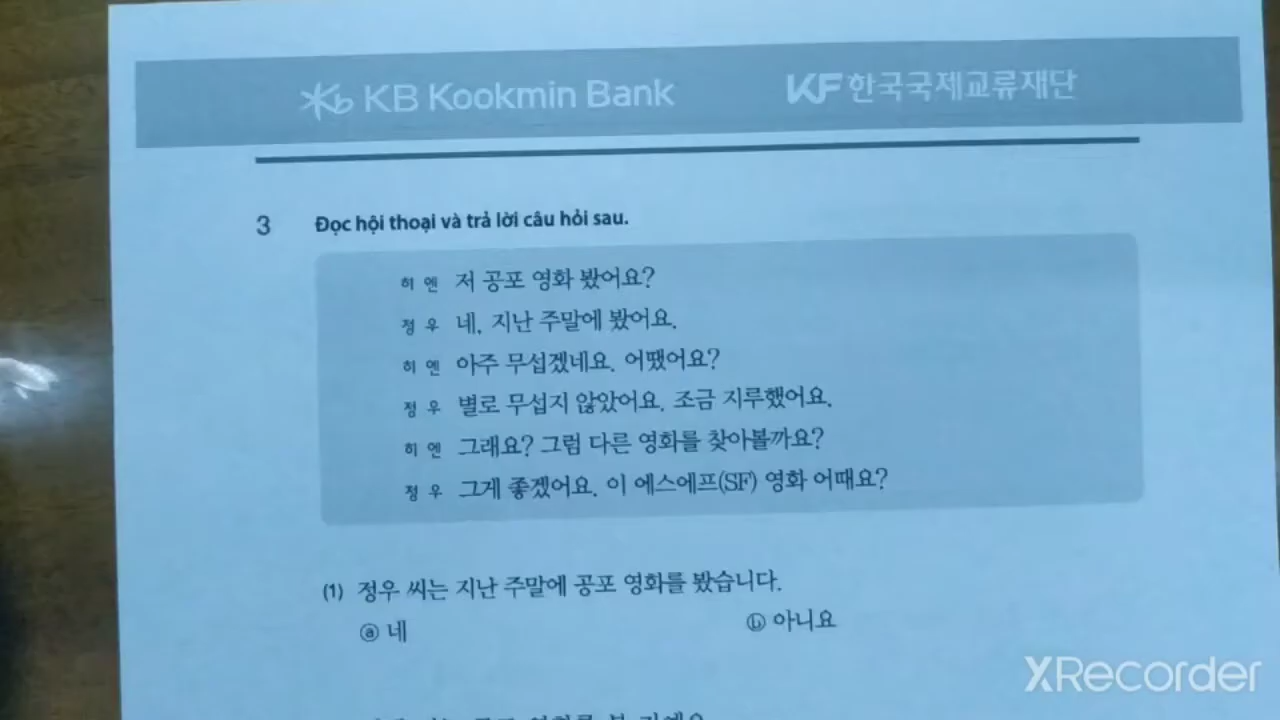 KB Kookmin Bank
KF 한국국제교류재단
3 Đọc hội thoại và trả lời câu hỏi sau.
히 엔 저 공포 영화 봤어요?
정 우 네, 지난 주말에 봤어요.
히 엔 아주 무섭겠네요. 어땠어요?
정 우 별로 무섭지 않았어요. 조금 지루했어요.
히 엔 그래요? 그럼 다른 영화를 찾아볼까요?
정 우 그게 좋겠어요. 이 에스에프(SF) 영화 어때요?
(1) 정우 씨는 지난 주말에 공포 영화를 봤습니다.
ⓐ 네 ⓑ 아니요
XRecorder